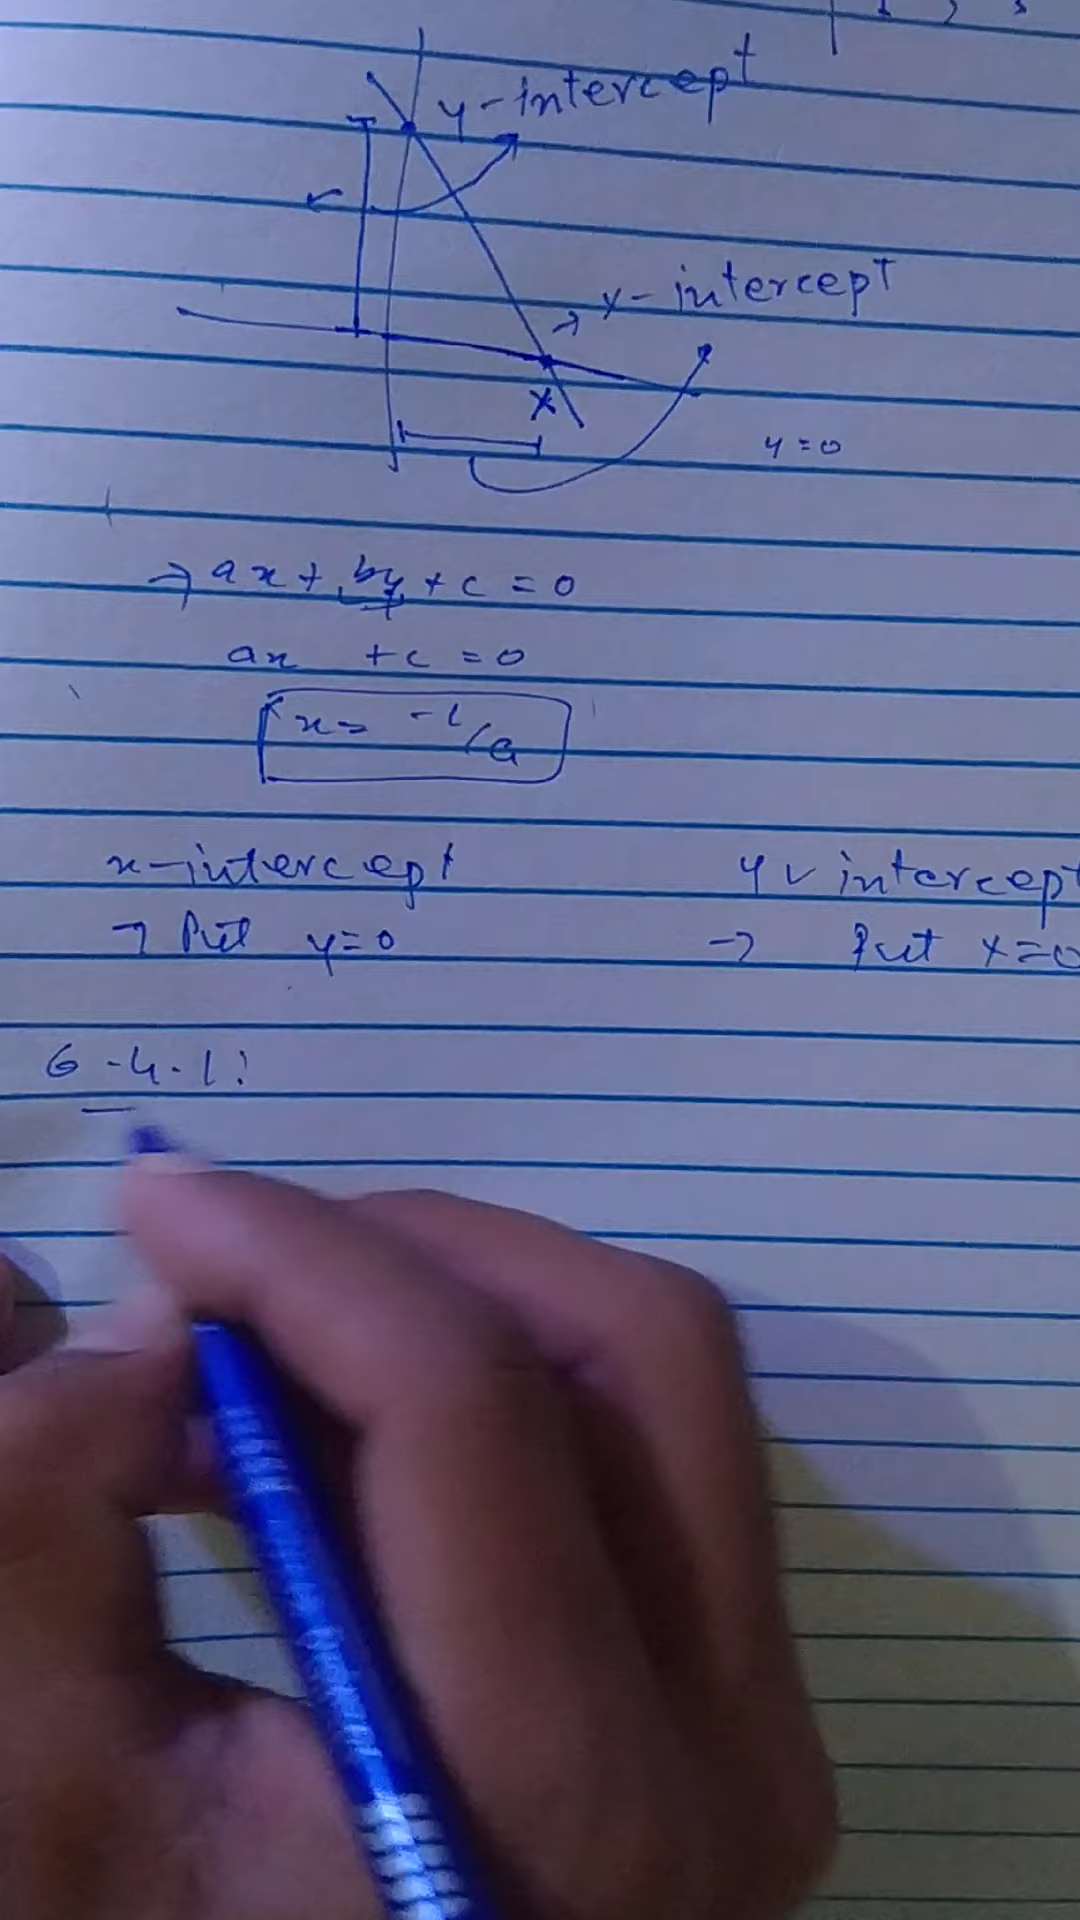 y-intercept
x-intercept
x
y=0
→ ax + by + c = 0
ax + c = 0
x = -c/a
x-intercept
y intercept
→ Put y=0
→ Put x=0
6.4.1: